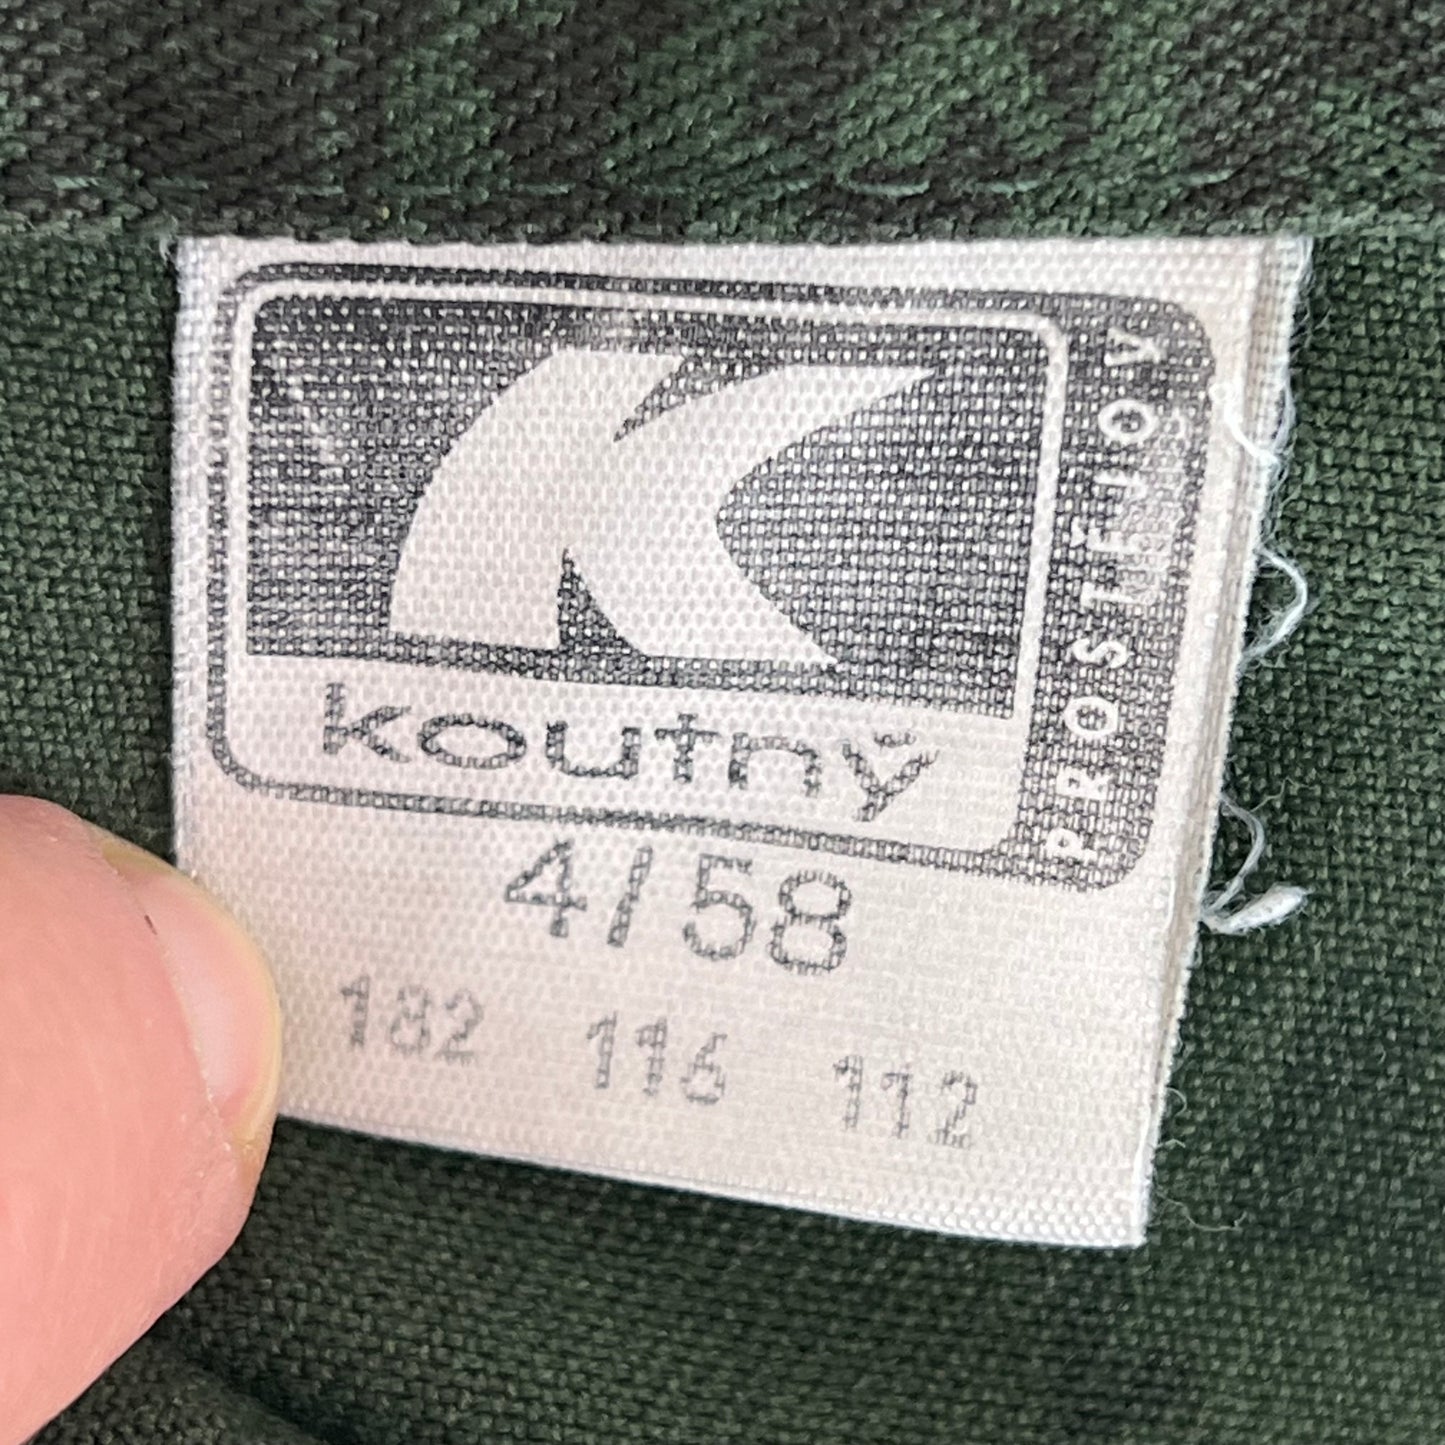 K
koutný
PROSTĚJOV
4/58
182 116 112